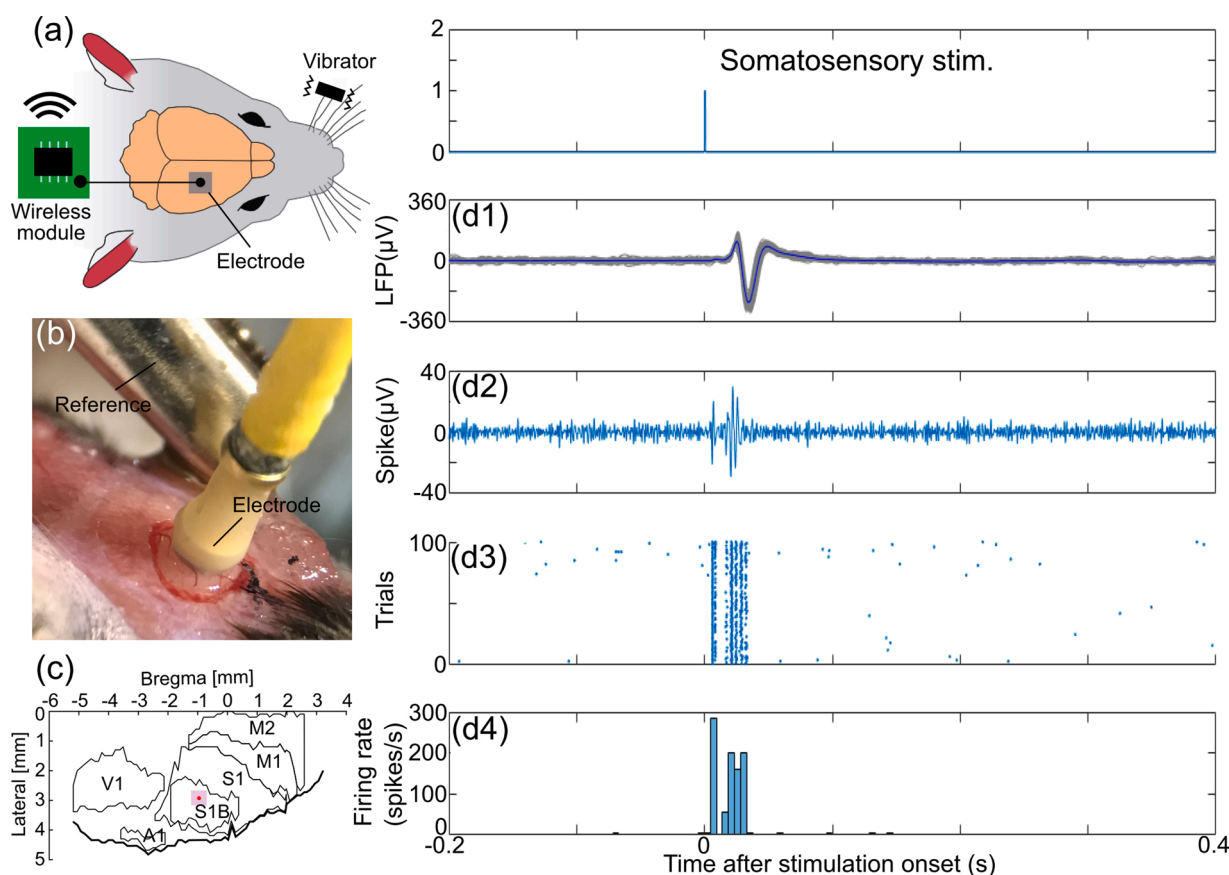 (a)
Vibrator
Wireless
module
Electrode
(b)
Reference
Electrode
(c)
Bregma [mm]
-6 -5 -4 -3 -2 -1 0 1 2 3 4
Lateral [mm]
0
1
2
3
4
5
M2
M1
V1
S1
S1B
A1
Somatosensory stim.
2
1
0
(d1)
LFP(μV)
360
0
-360
(d2)
Spike(μV)
40
0
-40
(d3)
Trials
100
0
(d4)
Firing rate
(spikes/s)
300
200
100
0
-0.2 0 0.4
Time after stimulation onset (s)